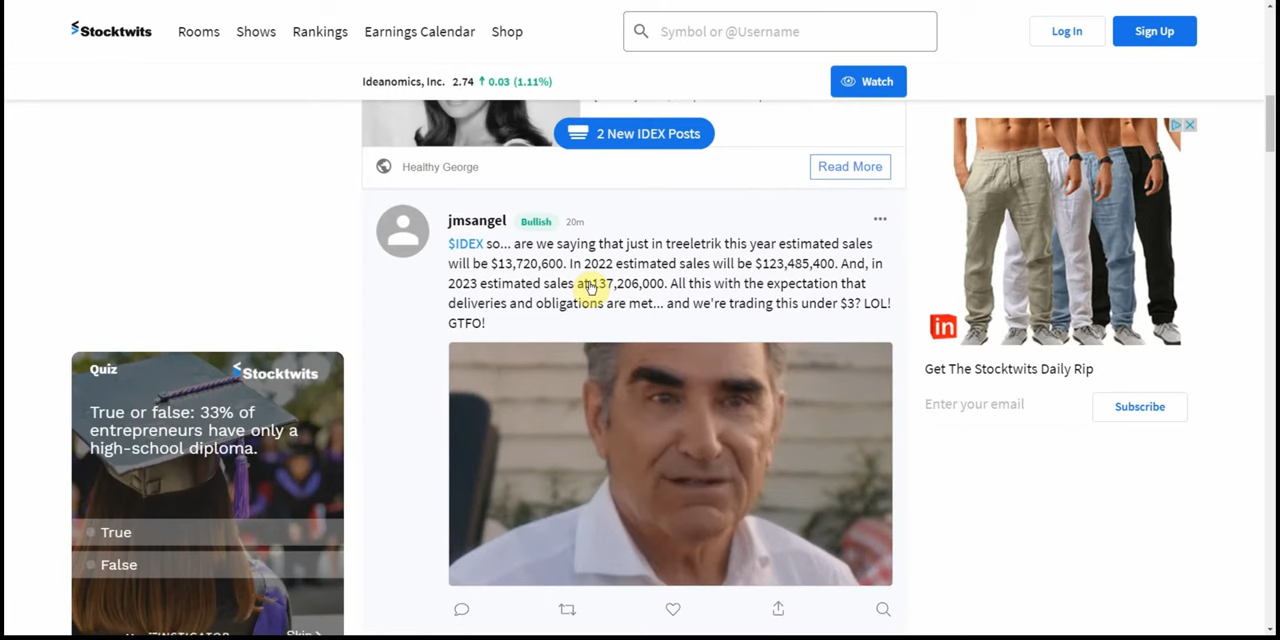 Stocktwits
Rooms
Shows
Rankings
Earnings Calendar
Shop
Symbol or @Username
Log In
Sign Up
Ideanomics, Inc. 2.74 ↑ 0.03 (1.11%)
Watch
2 New IDEX Posts
Healthy George
Read More
jmsangel Bullish 20m
$IDEX so... are we saying that just in treeletrik this year estimated sales
will be $13,720,600. In 2022 estimated sales will be $123,485,400. And, in
2023 estimated sales at 137,206,000. All this with the expectation that
deliveries and obligations are met... and we're trading this under $3? LOL!
GTFO!
Quiz
Stocktwits
True or false: 33% of
entrepreneurs have only a
high-school diploma.
True
False
Skip >
in
Get The Stocktwits Daily Rip
Enter your email
Subscribe